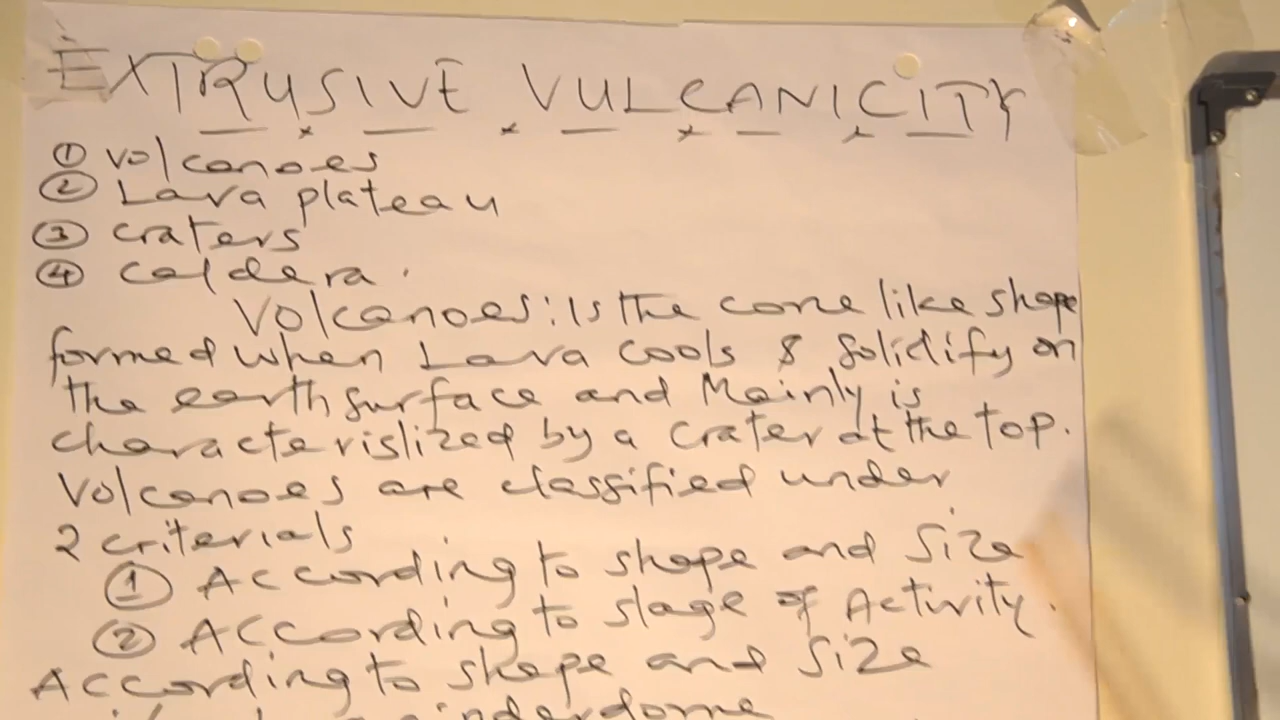 EXTRUSIVE VULCANICITY
① Volcanoes
② Lava plateau
③ craters
④ caldera.
Volcanoes: Is the cone like shape
formed when Lava cools & solidify on
the earth surface and Mainly is
characterislized by a crater at the top.
Volcanoes are classified under
2 criterials
① According to shape and size
② According to stage of Activity.
According to shape and size